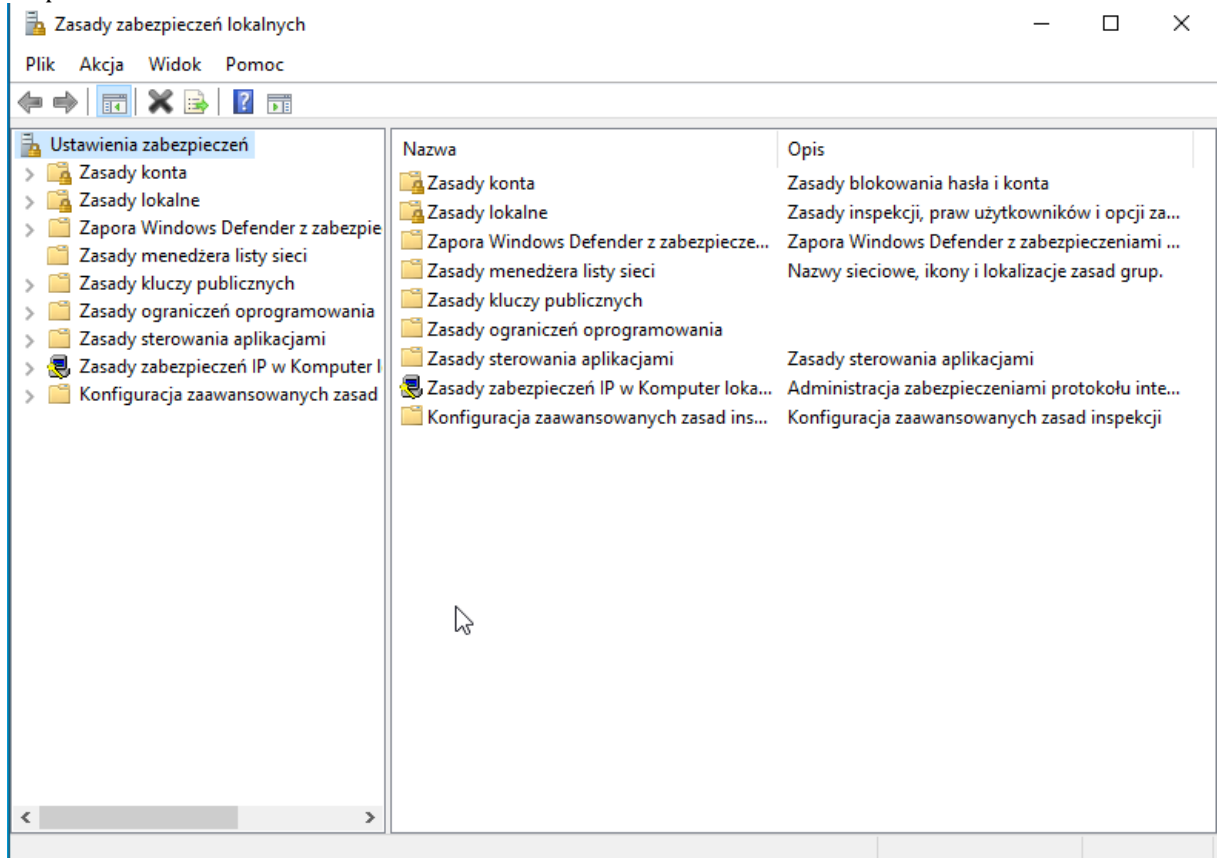 Zasady zabezpieczeń lokalnych
Plik Akcja Widok Pomoc
Ustawienia zabezpieczeń
Zasady konta
Zasady lokalne
Zapora Windows Defender z zabezpie
Zasady menedżera listy sieci
Zasady kluczy publicznych
Zasady ograniczeń oprogramowania
Zasady sterowania aplikacjami
Zasady zabezpieczeń IP w Komputer l
Konfiguracja zaawansowanych zasad
Nazwa Opis
Zasady konta Zasady blokowania hasła i konta
Zasady lokalne Zasady inspekcji, praw użytkowników i opcji za...
Zapora Windows Defender z zabezpiecze... Zapora Windows Defender z zabezpieczeniami ...
Zasady menedżera listy sieci Nazwy sieciowe, ikony i lokalizacje zasad grup.
Zasady kluczy publicznych
Zasady ograniczeń oprogramowania
Zasady sterowania aplikacjami Zasady sterowania aplikacjami
Zasady zabezpieczeń IP w Komputer loka... Administracja zabezpieczeniami protokołu inte...
Konfiguracja zaawansowanych zasad ins... Konfiguracja zaawansowanych zasad inspekcji